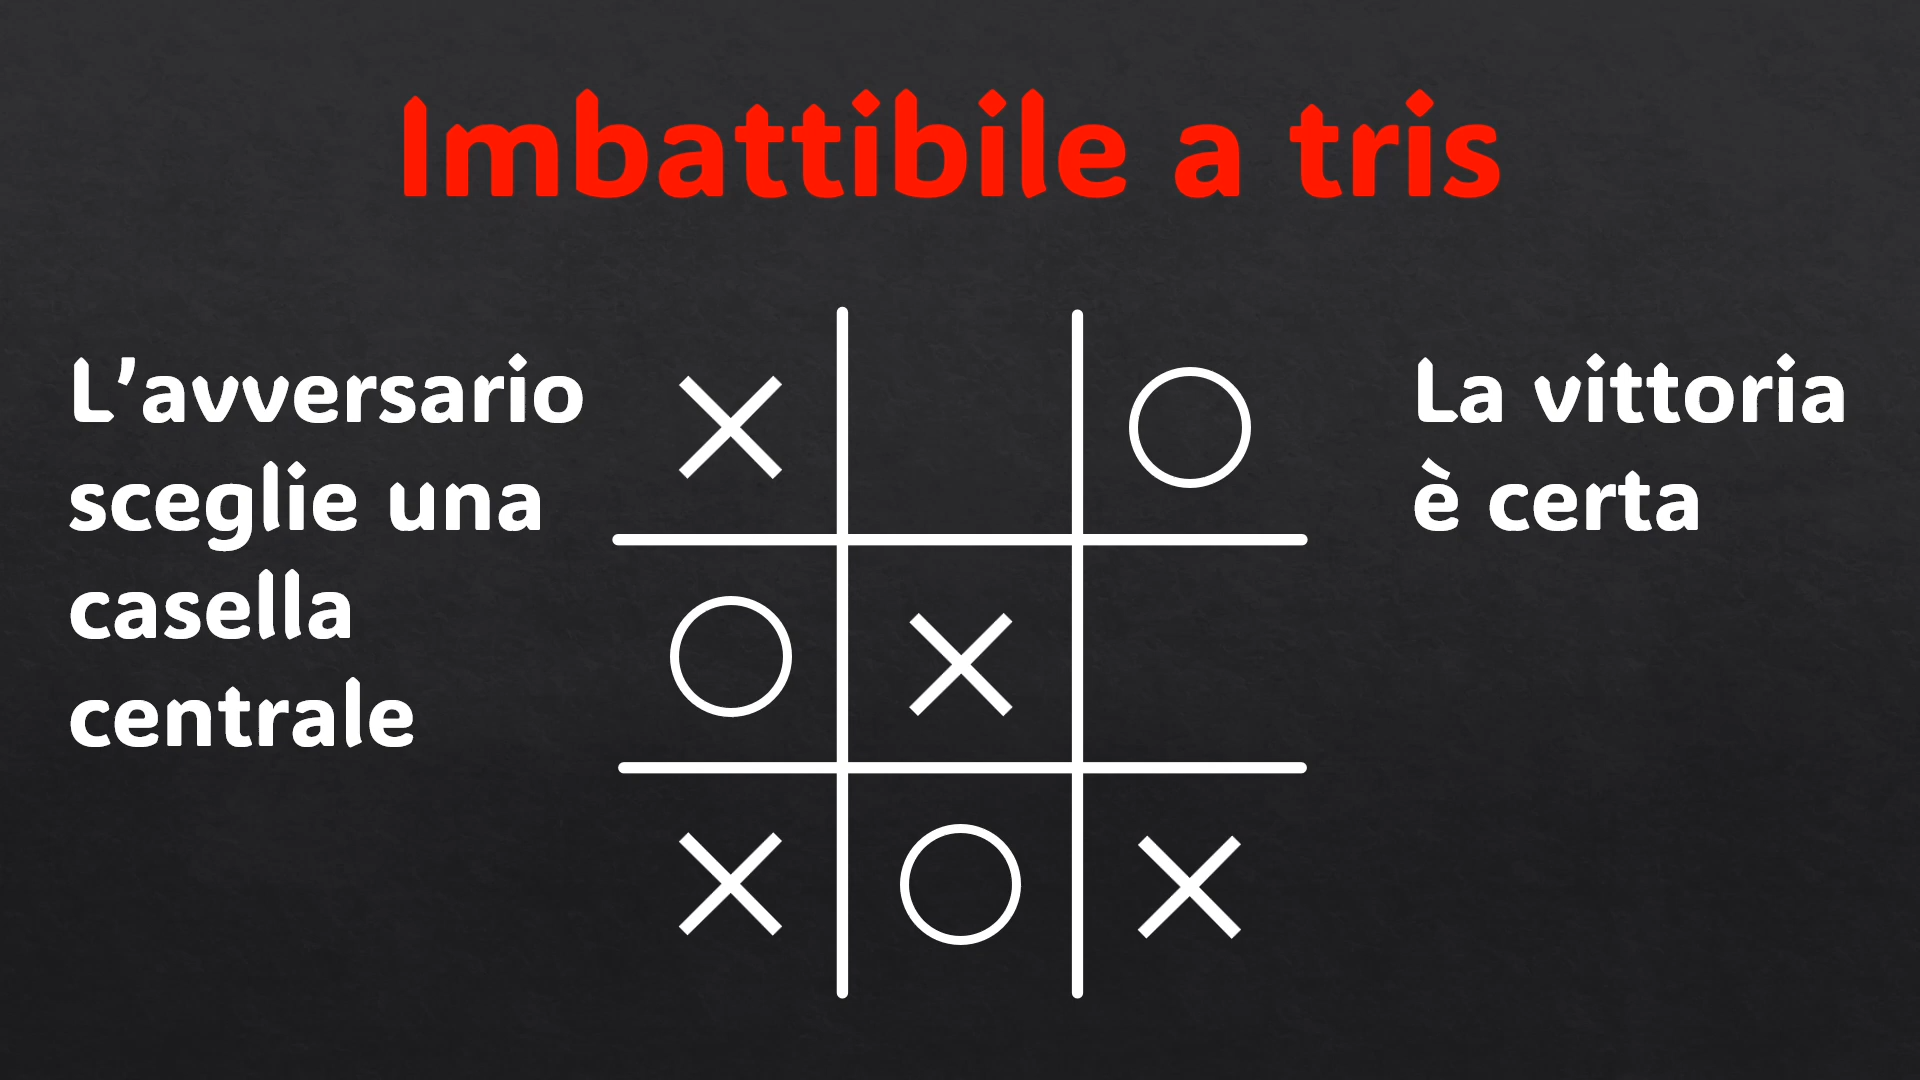 Imbattibile a tris
L’avversario
sceglie una
casella
centrale
La vittoria
è certa